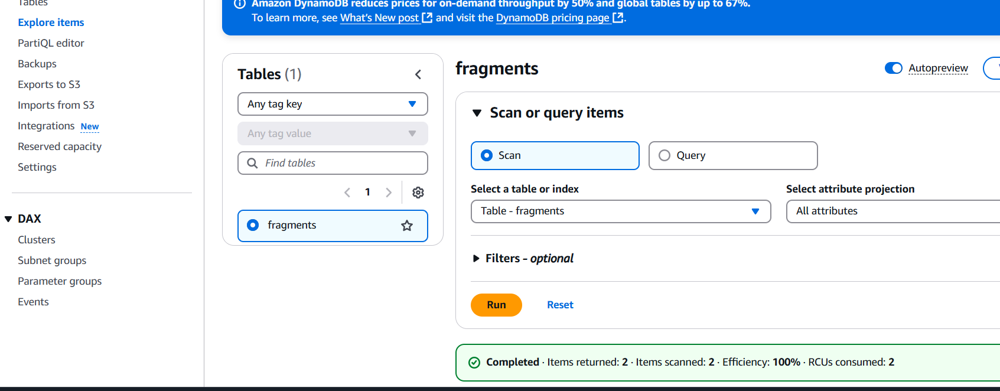 Tables
Explore items
PartiQL editor
Backups
Exports to S3
Imports from S3
Integrations New
Reserved capacity
Settings
DAX
Clusters
Subnet groups
Parameter groups
Events
Amazon DynamoDB reduces prices for on-demand throughput by 50% and global tables by up to 67%.
To learn more, see What's New post and visit the DynamoDB pricing page.
Tables (1)
Any tag key
Any tag value
Find tables
1
fragments
fragments
Autopreview
Scan or query items
Scan
Query
Select a table or index
Table - fragments
Select attribute projection
All attributes
Filters - optional
Run
Reset
Completed · Items returned: 2 · Items scanned: 2 · Efficiency: 100% · RCUs consumed: 2